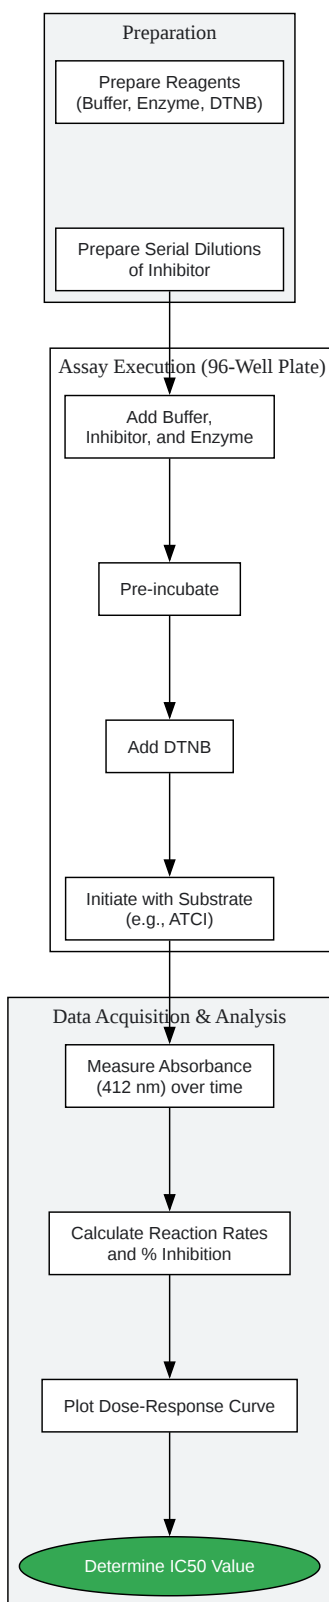 Preparation
Prepare Reagents
(Buffer, Enzyme, DTNB)
Prepare Serial Dilutions
of Inhibitor
Assay Execution (96-Well Plate)
Add Buffer,
Inhibitor, and Enzyme
Pre-incubate
Add DTNB
Initiate with Substrate
(e.g., ATCI)
Data Acquisition & Analysis
Measure Absorbance
(412 nm) over time
Calculate Reaction Rates
and % Inhibition
Plot Dose-Response Curve
Determine IC50 Value